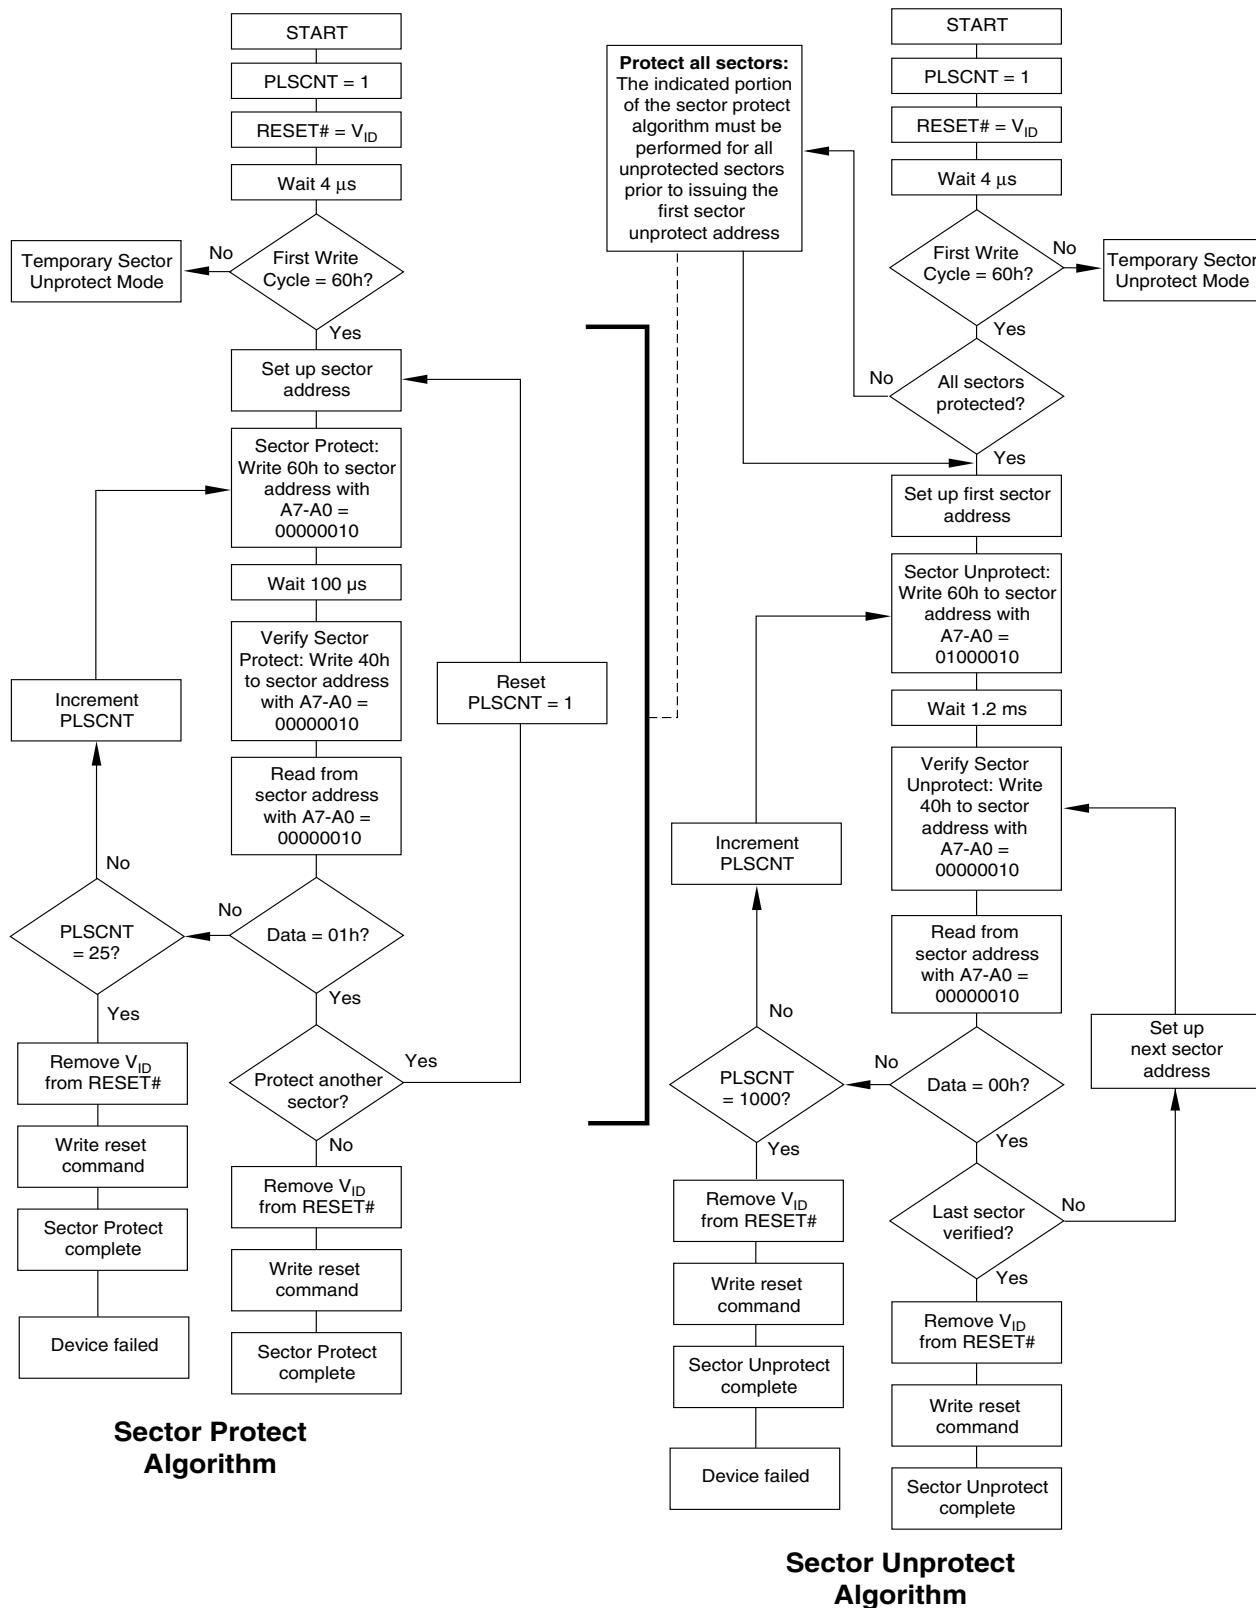 START
PLSCNT = 1
RESET# = VID
Wait 4 μs
First Write
Cycle = 60h?
No
Temporary Sector
Unprotect Mode
Yes
Set up sector
address
Sector Protect:
Write 60h to sector
address with
A7-A0 =
00000010
Wait 100 µs
Verify Sector
Protect: Write 40h
to sector address
with A7-A0 =
00000010
Read from
sector address
with A7-A0 =
00000010
Data = 01h?
No
PLSCNT
= 25?
No
Increment
PLSCNT
Yes
Remove VID
from RESET#
Write reset
command
Sector Protect
complete
Device failed
Yes
Protect another
sector?
Yes
Reset
PLSCNT = 1
No
Remove VID
from RESET#
Write reset
command
Sector Protect
complete
Sector Protect
Algorithm
Protect all sectors:
The indicated portion
of the sector protect
algorithm must be
performed for all
unprotected sectors
prior to issuing the
first sector
unprotect address
START
PLSCNT = 1
RESET# = VID
Wait 4 μs
First Write
Cycle = 60h?
No
Temporary Sector
Unprotect Mode
Yes
All sectors
protected?
No
Yes
Set up first sector
address
Sector Unprotect:
Write 60h to sector
address with
A7-A0 =
01000010
Wait 1.2 ms
Verify Sector
Unprotect: Write
40h to sector
address with
A7-A0 =
00000010
Read from
sector address
with A7-A0 =
00000010
Data = 00h?
No
PLSCNT
= 1000?
No
Increment
PLSCNT
Yes
Remove VID
from RESET#
Write reset
command
Sector Unprotect
complete
Device failed
Yes
Last sector
verified?
No
Set up
next sector
address
Yes
Remove VID
from RESET#
Write reset
command
Sector Unprotect
complete
Sector Unprotect
Algorithm